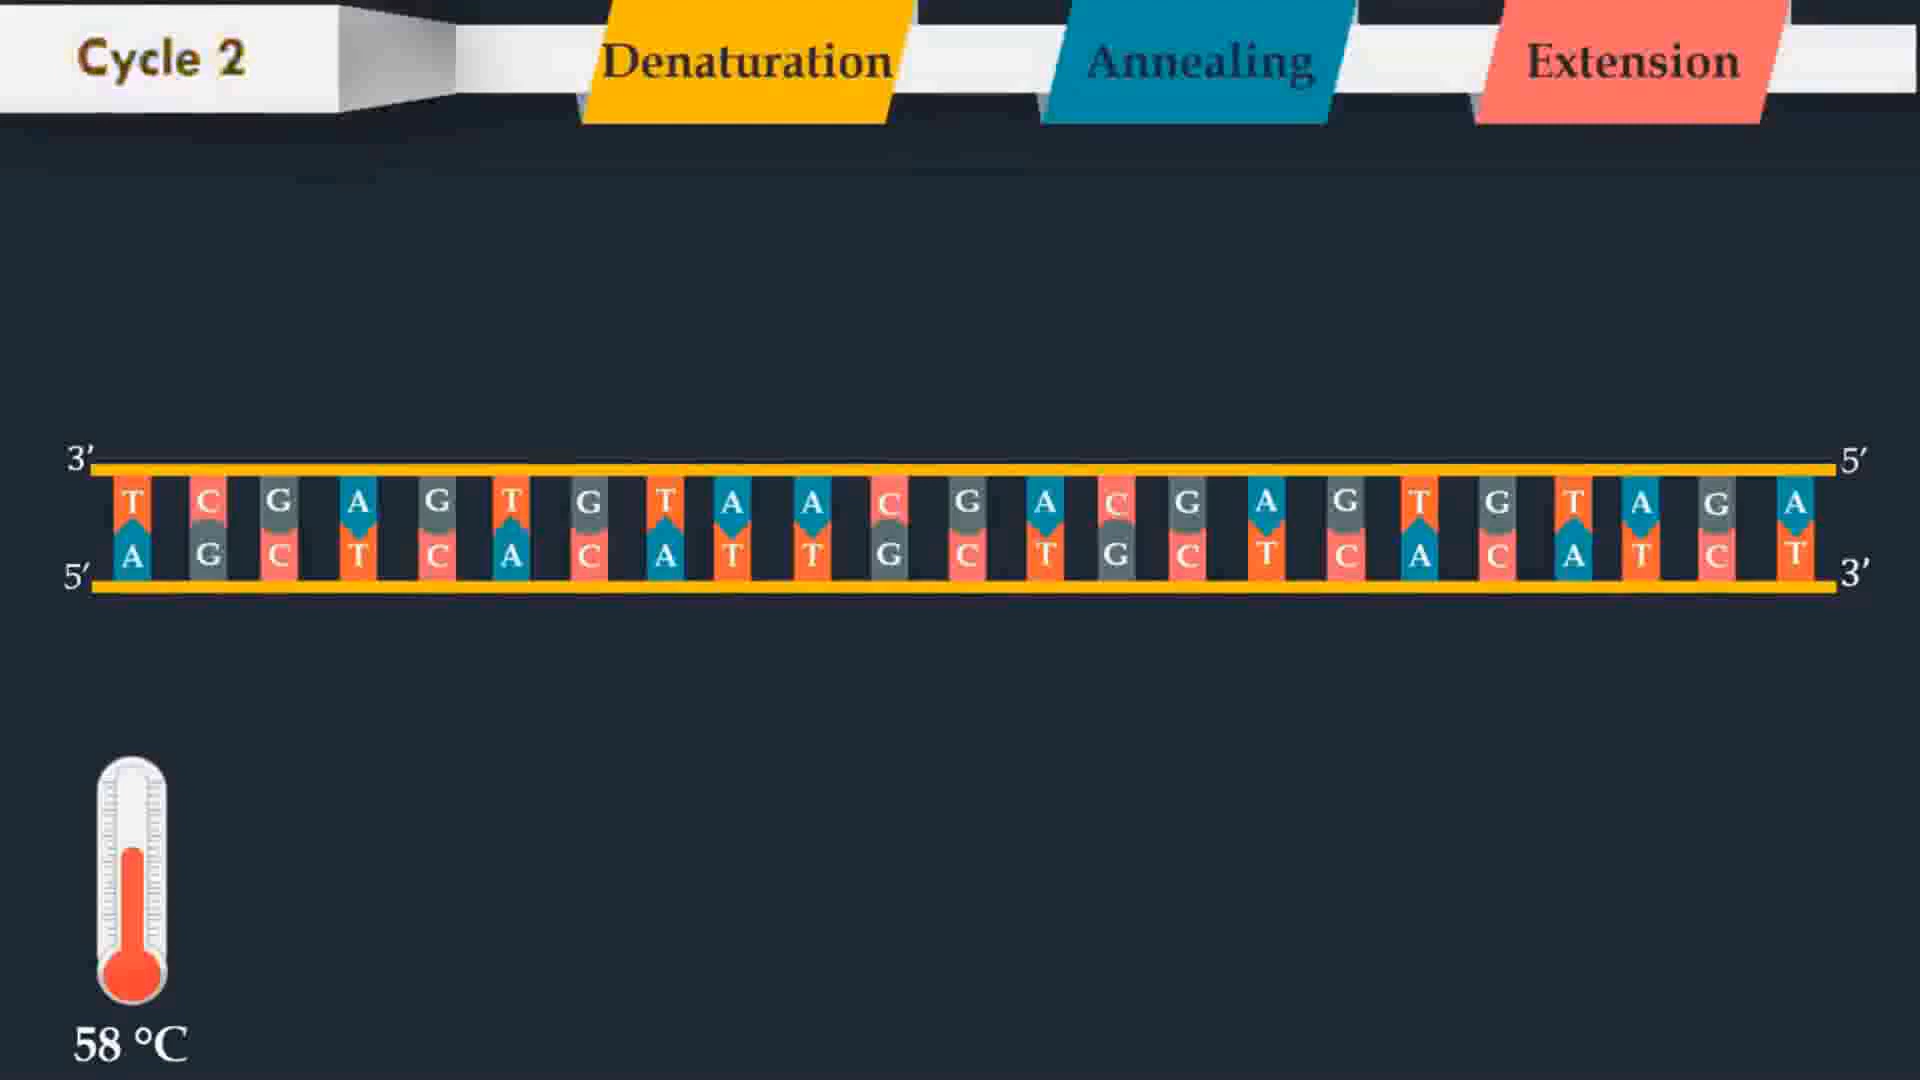 Cycle 2 Denaturation Annealing Extension
3’ 5’
T C G A G T G T A A C G A C G A G T G T A G A
A G C T C A C A T T G C T G C T C A C A T C T
5’ 3’
58 °C